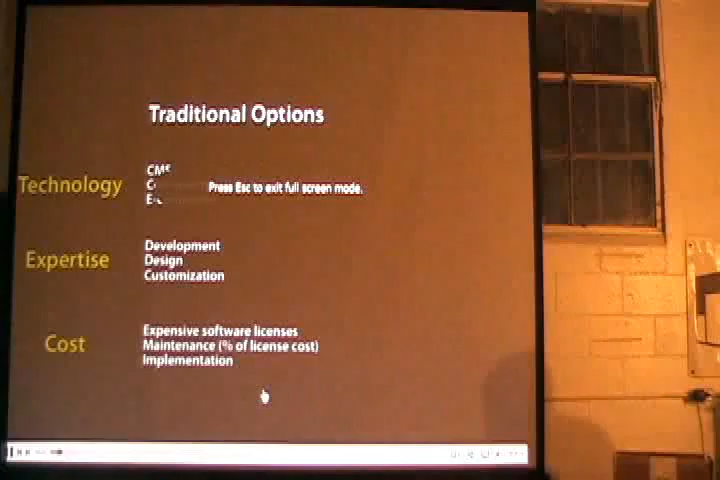 Traditional Options
Technology
CMS
Press Esc to exit full screen mode.
Expertise
Development
Design
Customization
Cost
Expensive software licenses
Maintenance (% of license cost)
Implementation